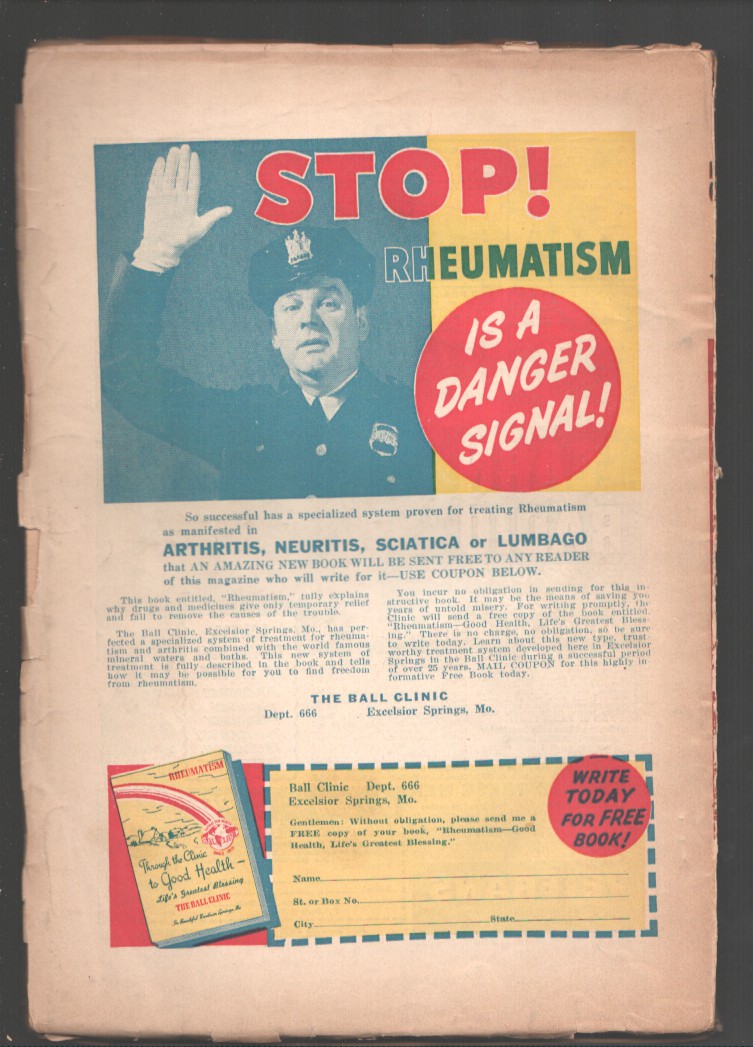 STOP!
RHEUMATISM
IS A
DANGER
SIGNAL!
So successful has a specialized system proven for treating Rheumatism
as manifested in
ARTHRITIS, NEURITIS, SCIATICA or LUMBAGO
that AN AMAZING NEW BOOK WILL BE SENT FREE TO ANY READER
of this magazine who will write for it—USE COUPON BELOW.
This book entitled, "Rheumatism," fully explains
why drugs and medicines give only temporary relief
and fail to remove the causes of the trouble.
The Ball Clinic, Excelsior Springs, Mo., has per-
fected a specialized system of treatment for rheuma-
tism and arthritis combined with the world famous
mineral waters and baths. This new system of
treatment is fully described in the book and tells
how it may be possible for you to find freedom
from rheumatism.
You incur no obligation in sending for this in-
structive book. It may be the means of saving you
years of untold misery. For writing promptly, the
Clinic will send a free copy of the book entitled,
"Rheumatism—Good Health, Life's Greatest Bless-
ing." There is no charge, no obligation, so be sure
to write today. Learn about this new type, trust-
worthy treatment system developed here in Excelsior
Springs in the Ball Clinic during a successful period
of over 25 years. MAIL COUPON for this highly in-
formative Free Book today.
THE BALL CLINIC
Dept. 666 Excelsior Springs, Mo.
RHEUMATISM
Through the Clinic
to Good Health—
Life's Greatest Blessing
THE BALL CLINIC
In Beautiful Excelsior Springs, Mo.
Ball Clinic Dept. 666
Excelsior Springs, Mo.
Gentlemen: Without obligation, please send me a
FREE copy of your book, "Rheumatism—Good
Health, Life's Greatest Blessing."
Name
St. or Box No.
City State
WRITE
TODAY
FOR FREE
BOOK!